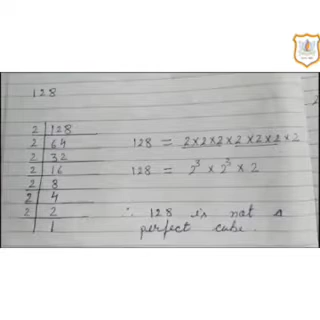 128
2 | 128
2 | 64
2 | 32
2 | 16
2 | 8
2 | 4
2 | 2
| 1
128 = 2×2×2×2×2×2×2
128 = 2³ × 2³ × 2
∴ 128 is not a
perfect cube.